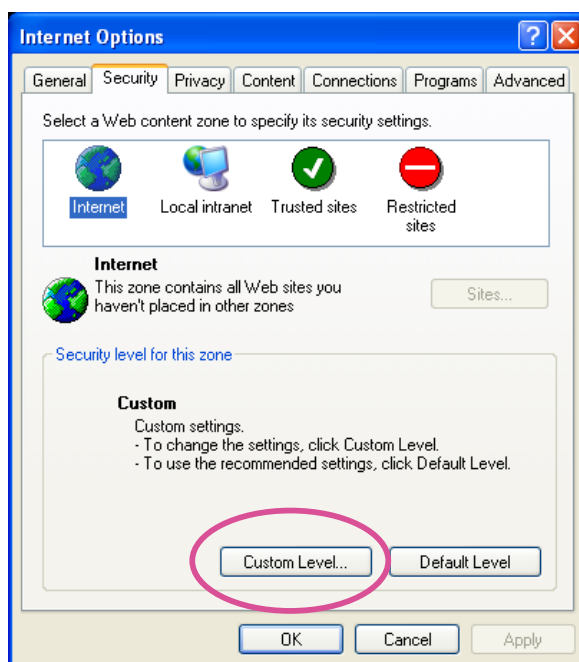 Internet Options
General Security Privacy Content Connections Programs Advanced
Select a Web content zone to specify its security settings.
Internet Local intranet Trusted sites Restricted sites
Internet
This zone contains all Web sites you
haven't placed in other zones
Sites...
Security level for this zone
Custom
Custom settings.
- To change the settings, click Custom Level.
- To use the recommended settings, click Default Level.
Custom Level... Default Level
OK Cancel Apply